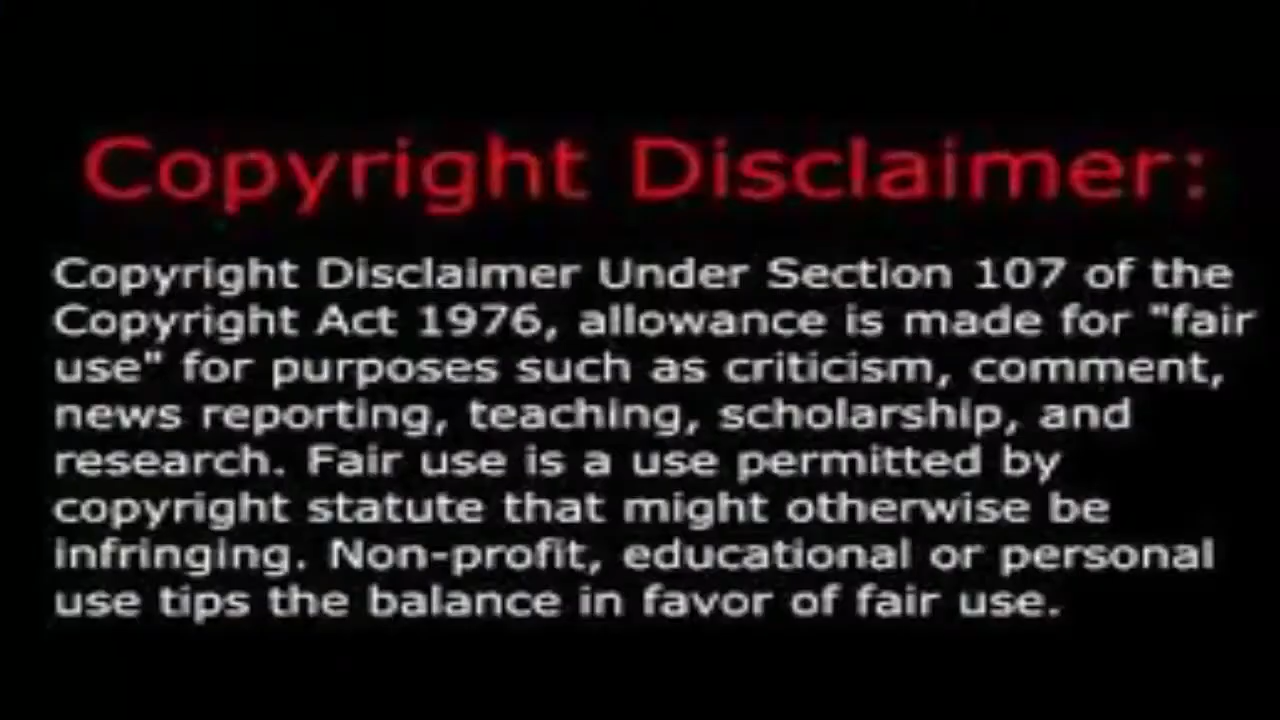 Copyright Disclaimer:
Copyright Disclaimer Under Section 107 of the
Copyright Act 1976, allowance is made for "fair
use" for purposes such as criticism, comment,
news reporting, teaching, scholarship, and
research. Fair use is a use permitted by
copyright statute that might otherwise be
infringing. Non-profit, educational or personal
use tips the balance in favor of fair use.